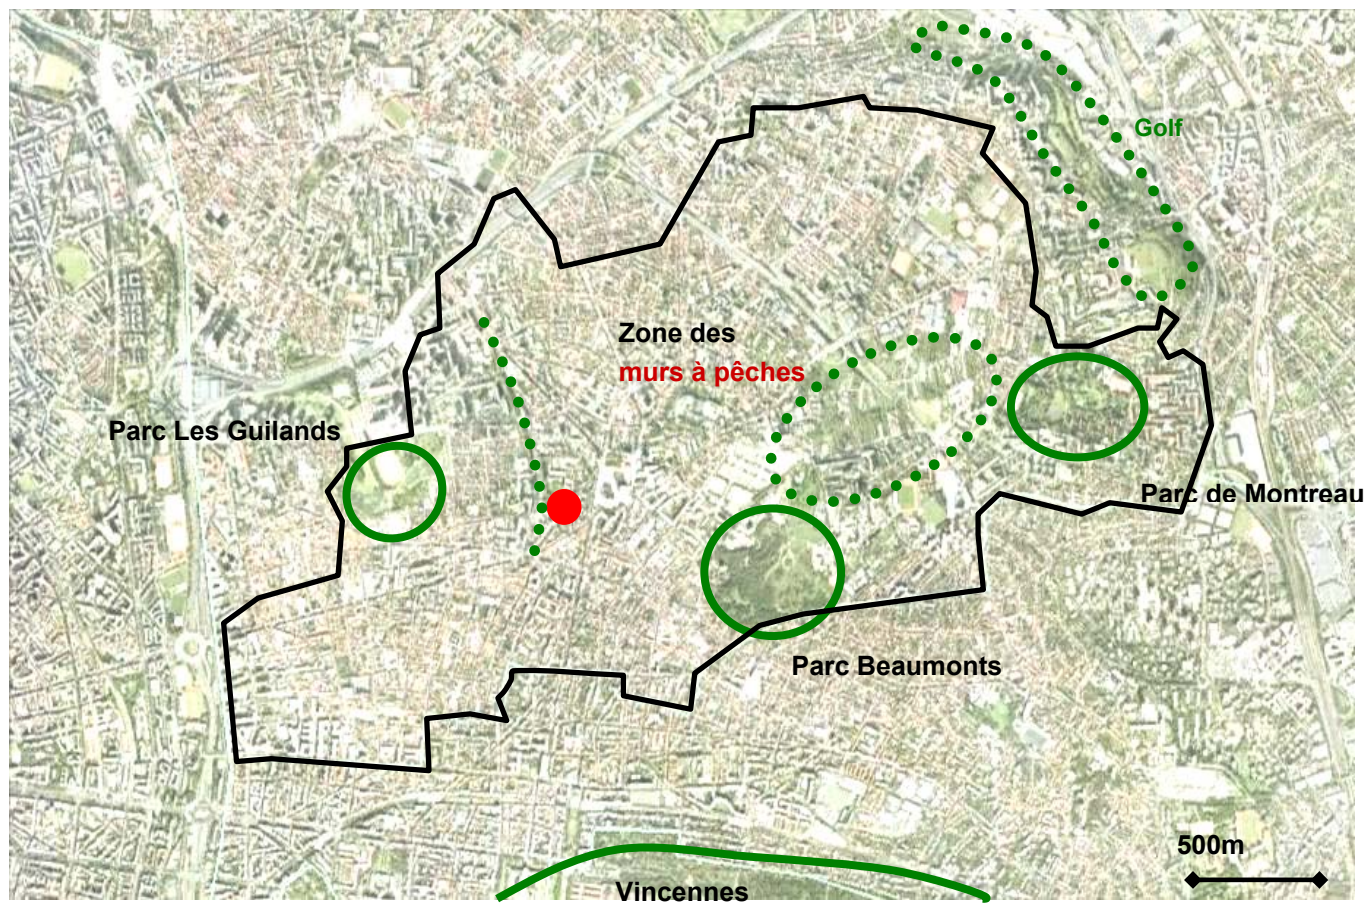 Golf
Zone des
murs à pêches
Parc Les Guilands
Parc de Montreau
Parc Beaumonts
500m
Vincennes